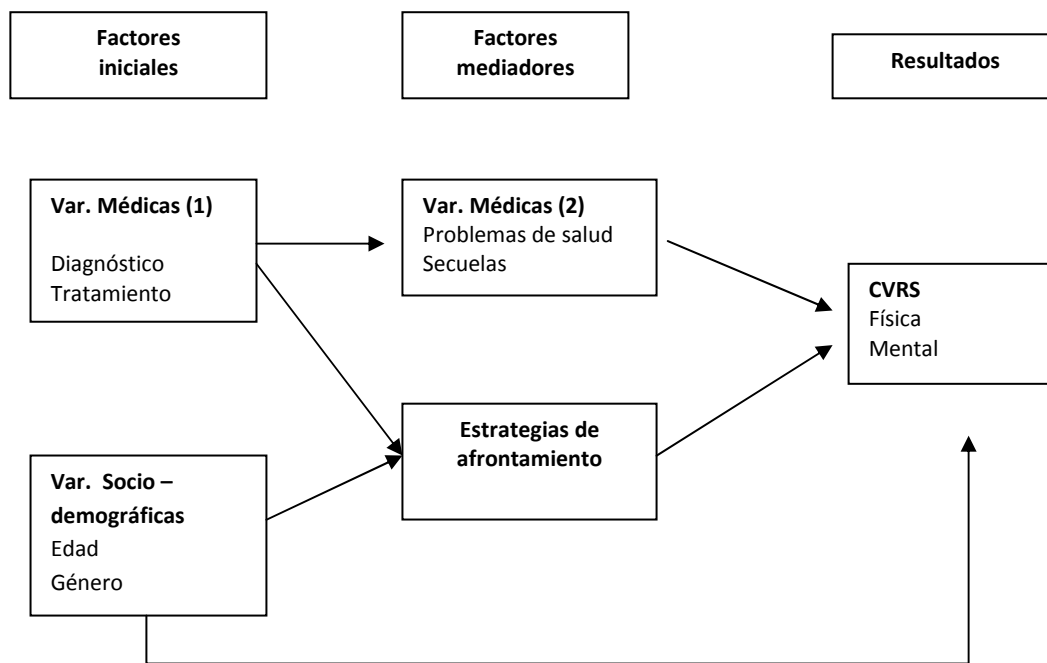 Factores
iniciales
Factores
mediadores
Resultados
Var. Médicas (1)
Diagnóstico
Tratamiento
Var. Médicas (2)
Problemas de salud
Secuelas
CVRS
Física
Mental
Estrategias de
afrontamiento
Var. Socio –
demográficas
Edad
Género